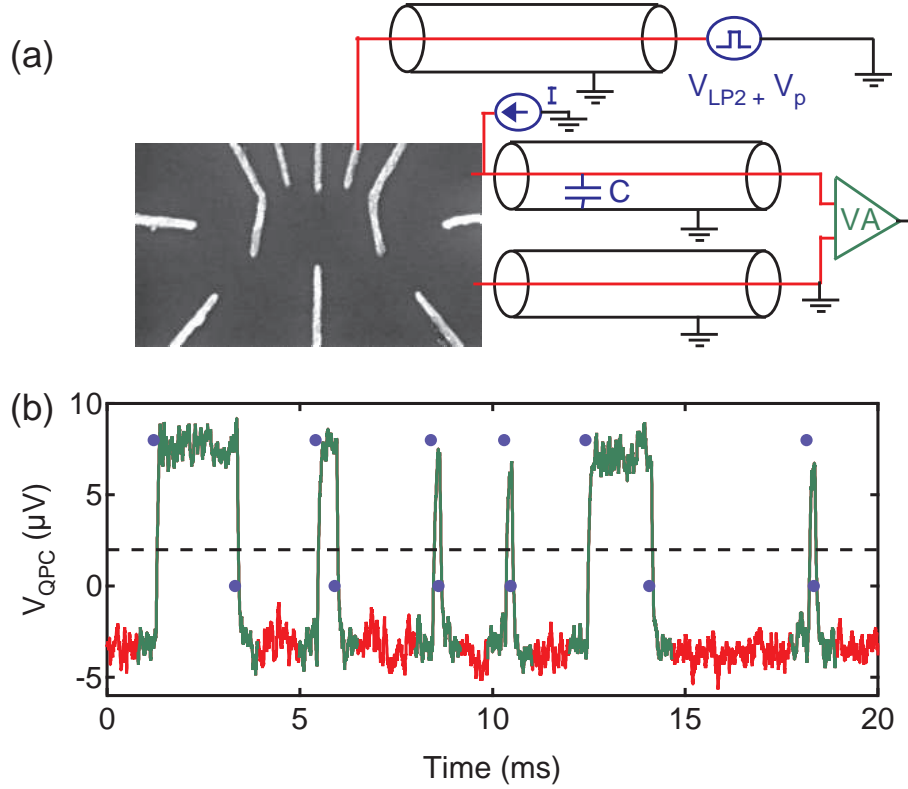 (a)
I
V_LP2 + V_p
C
VA
(b)
10
5
0
-5
V_QPC (μV)
0 5 10 15 20
Time (ms)